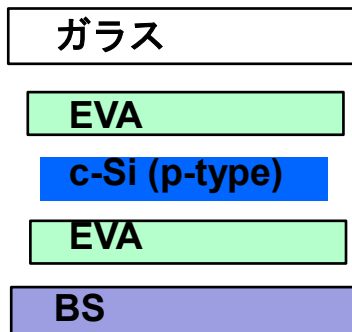 ガラス
EVA
c-Si (p-type)
EVA
BS